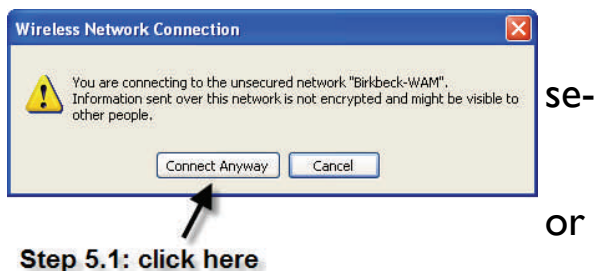 Wireless Network Connection
You are connecting to the unsecured network "Birkbeck-WAM".
Information sent over this network is not encrypted and might be visible to
other people.
se-
Connect Anyway Cancel
or
Step 5.1: click here